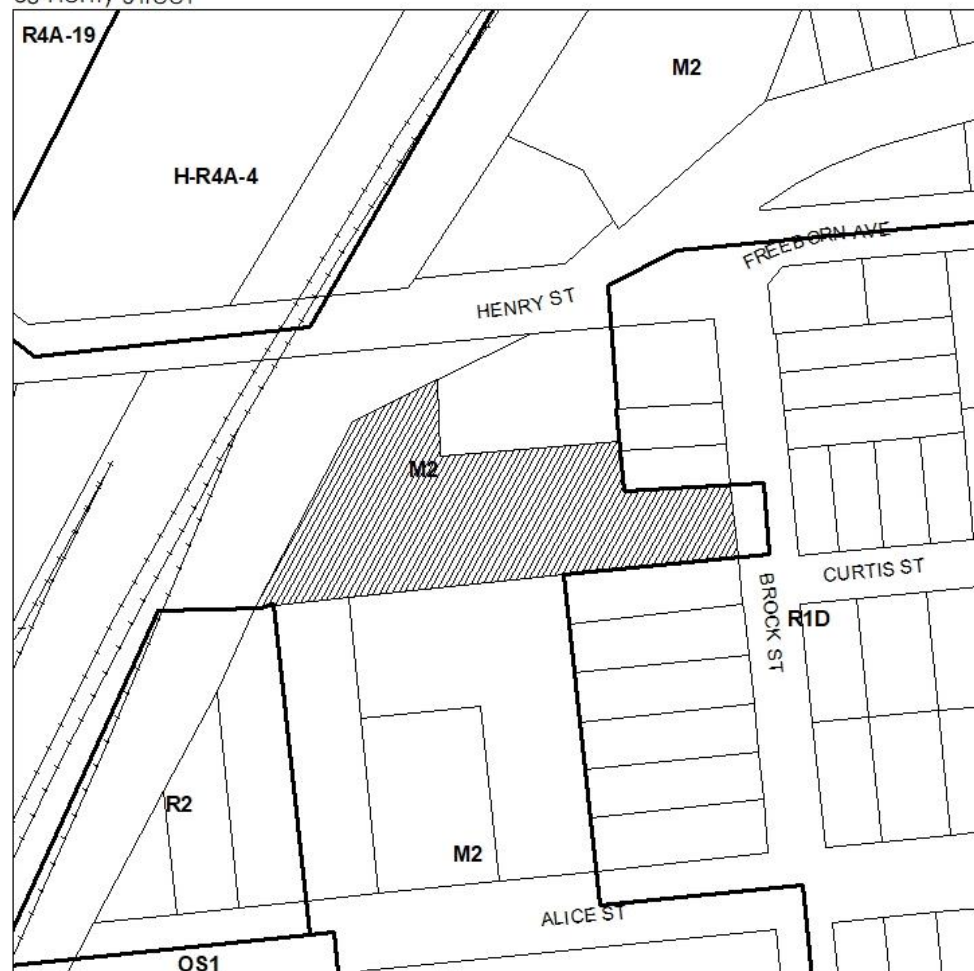 R4A-19
M2
H-R4A-4
FREEBORN AVE
HENRY ST
M2
CURTIS ST
BROCK ST
R1D
R2
M2
ALICE ST
OS1